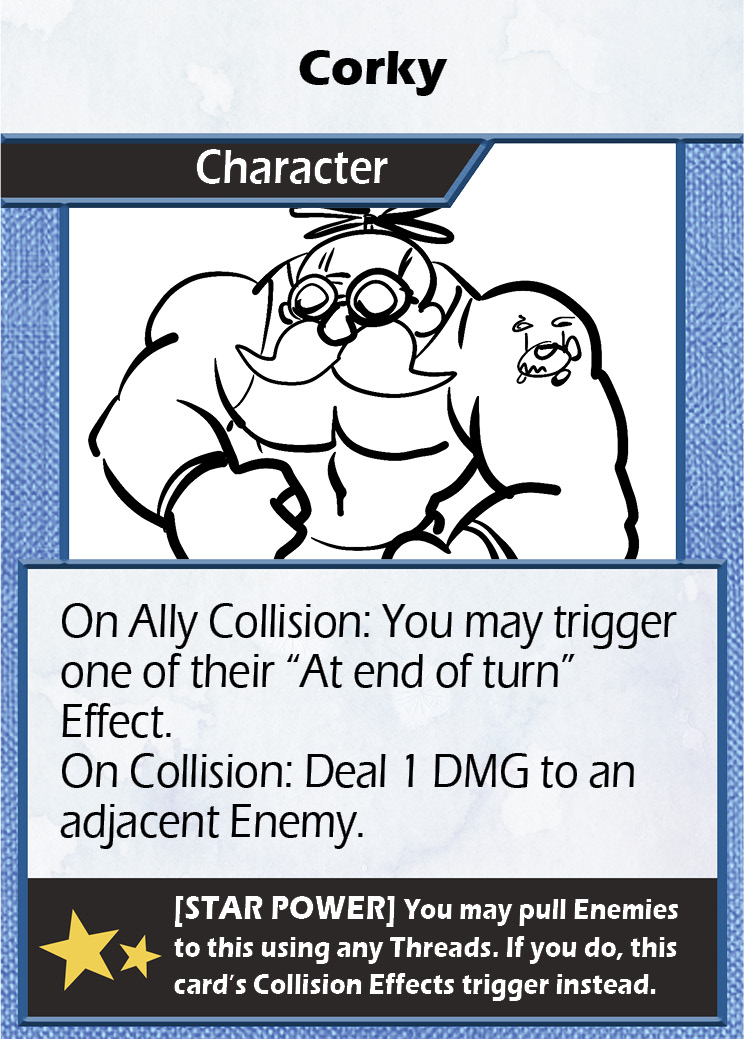 Corky
Character
On Ally Collision: You may trigger
one of their “At end of turn”
Effect.
On Collision: Deal 1 DMG to an
adjacent Enemy.
[STAR POWER] You may pull Enemies
to this using any Threads. If you do, this
card’s Collision Effects trigger instead.